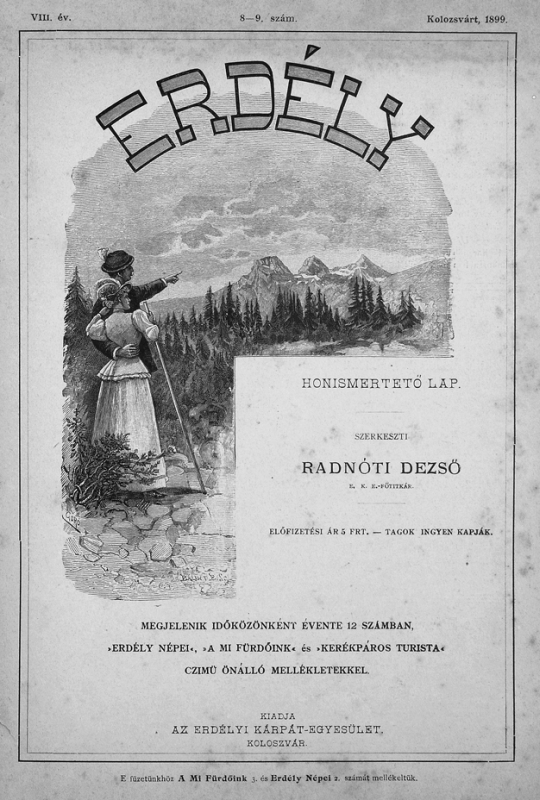 VIII. év. 8—9. szám. Kolozsvárt, 1899.
ERDÉLY
HONISMERTETŐ LAP.
SZERKESZTI
RADNÓTI DEZSŐ
E. K. E.-FŐTITKÁR.
ELŐFIZETÉSI ÁR 5 FRT. — TAGOK INGYEN KAPJÁK.
MEGJELENIK IDŐKÖZÖNKÉNT ÉVENTE 12 SZÁMBAN,
»ERDÉLY NÉPEI«, »A MI FÜRDŐINK« és »KERÉKPÁROS TURISTA«
CZIMÜ ÖNÁLLÓ MELLÉKLETEKKEL.
KIADJA
AZ ERDÉLYI KÁRPÁT-EGYESÜLET,
KOLOSZVÁR.
E füzetünkhöz A Mi Fürdőink 3. és Erdély Népei 2. számát mellékeltük.